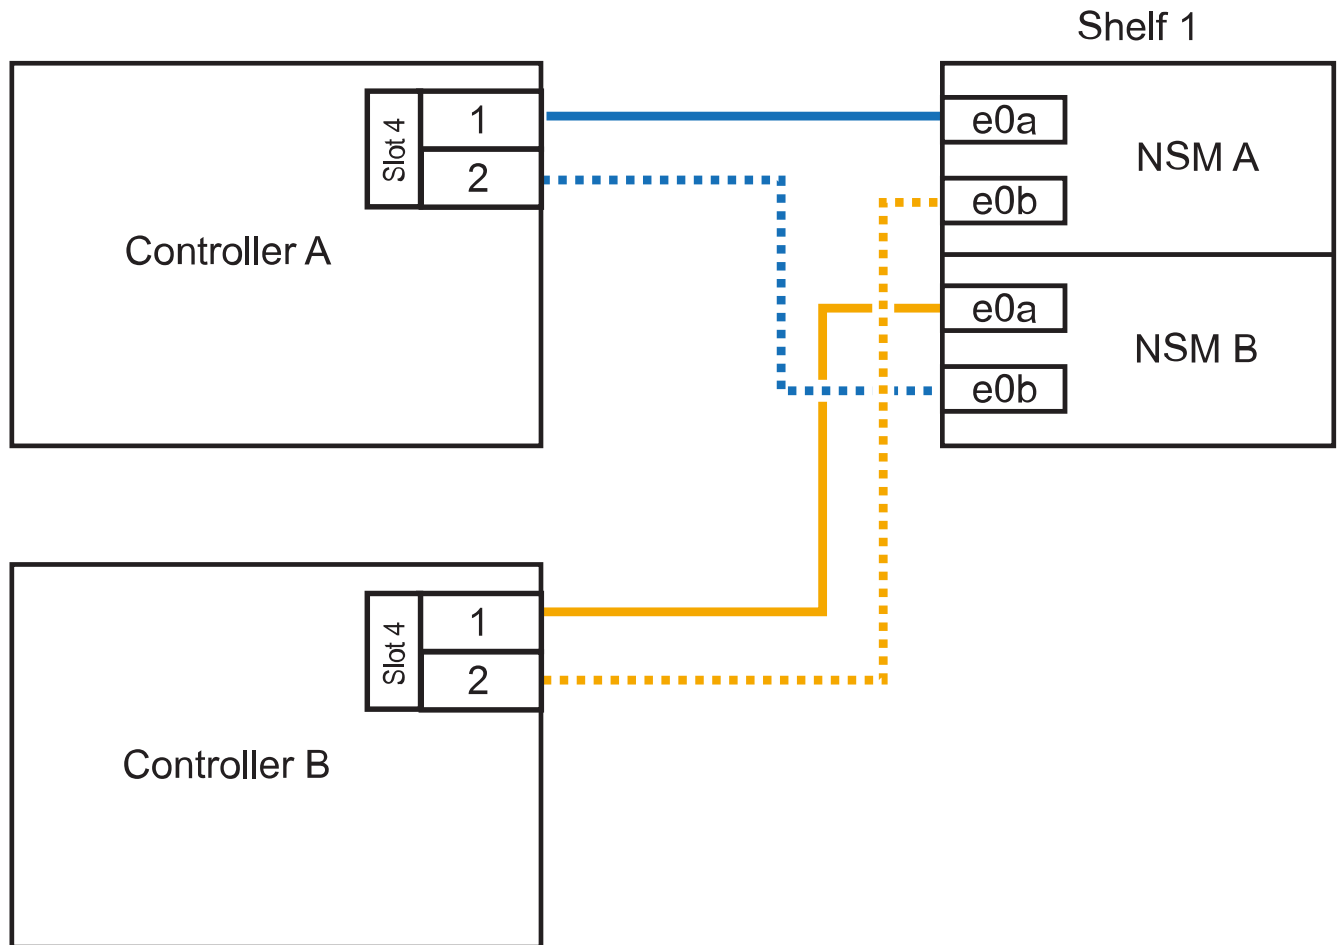 Shelf 1
Slot 4
1
2
Controller A
e0a
e0b
NSM A
e0a
e0b
NSM B
Slot 4
1
2
Controller B